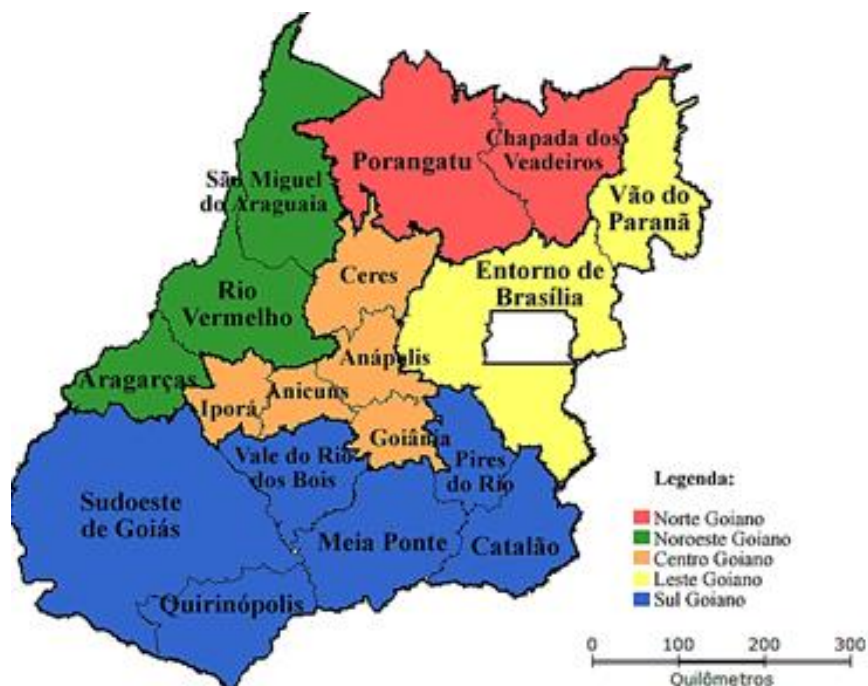 Porangatu
Chapada dos
Veadeiros
São Miguel
do Araguaia
Vão do
Paranã
Ceres
Entorno de
Brasília
Rio
Vermelho
Anápolis
Aragarças
Iporá
Anicuns
Goiânia
Vale do Rio
dos Bois
Pires
do Rio
Sudoeste
de Goiás
Meia Ponte
Catalão
Quirinópolis
Legenda:
Norte Goiano
Noroeste Goiano
Centro Goiano
Leste Goiano
Sul Goiano
0 100 200 300
Quilômetros